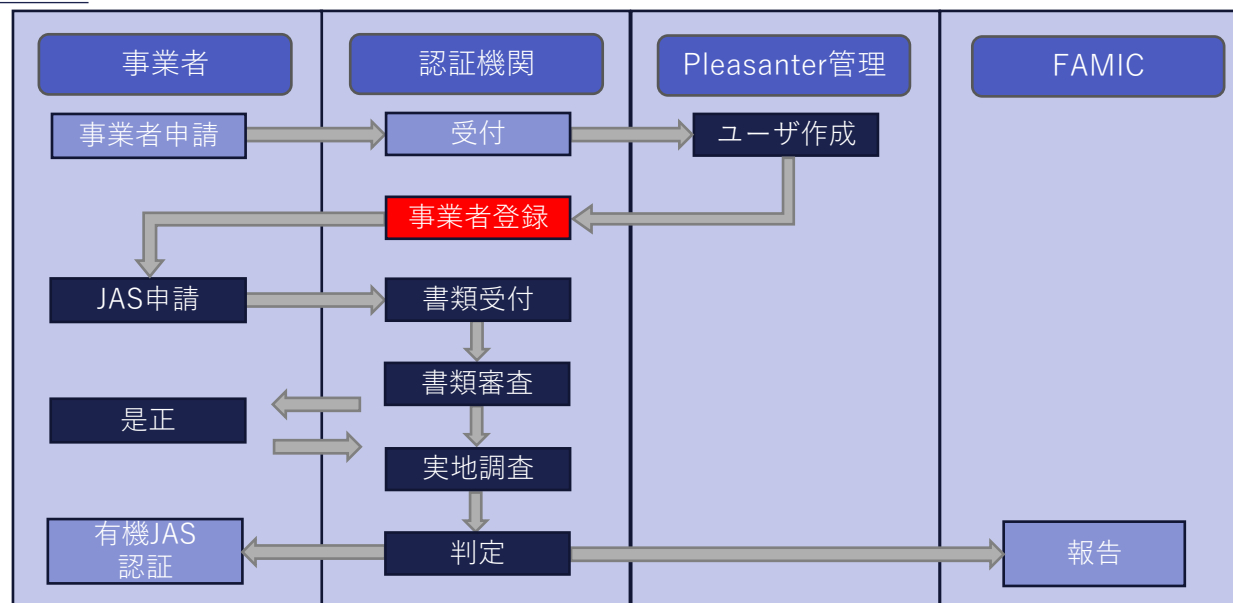 事業者
認証機関
Pleasanter管理
FAMIC
事業者申請
受付
ユーザ作成
事業者登録
JAS申請
書類受付
書類審査
是正
実地調査
有機JAS
認証
判定
報告